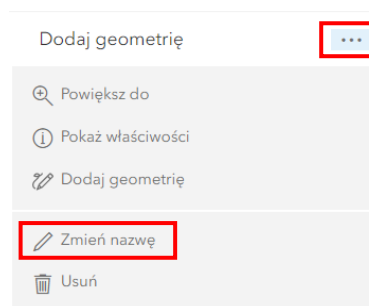 Dodaj geometrię
Powiększ do
Pokaż właściwości
Dodaj geometrię
Zmień nazwę
Usuń